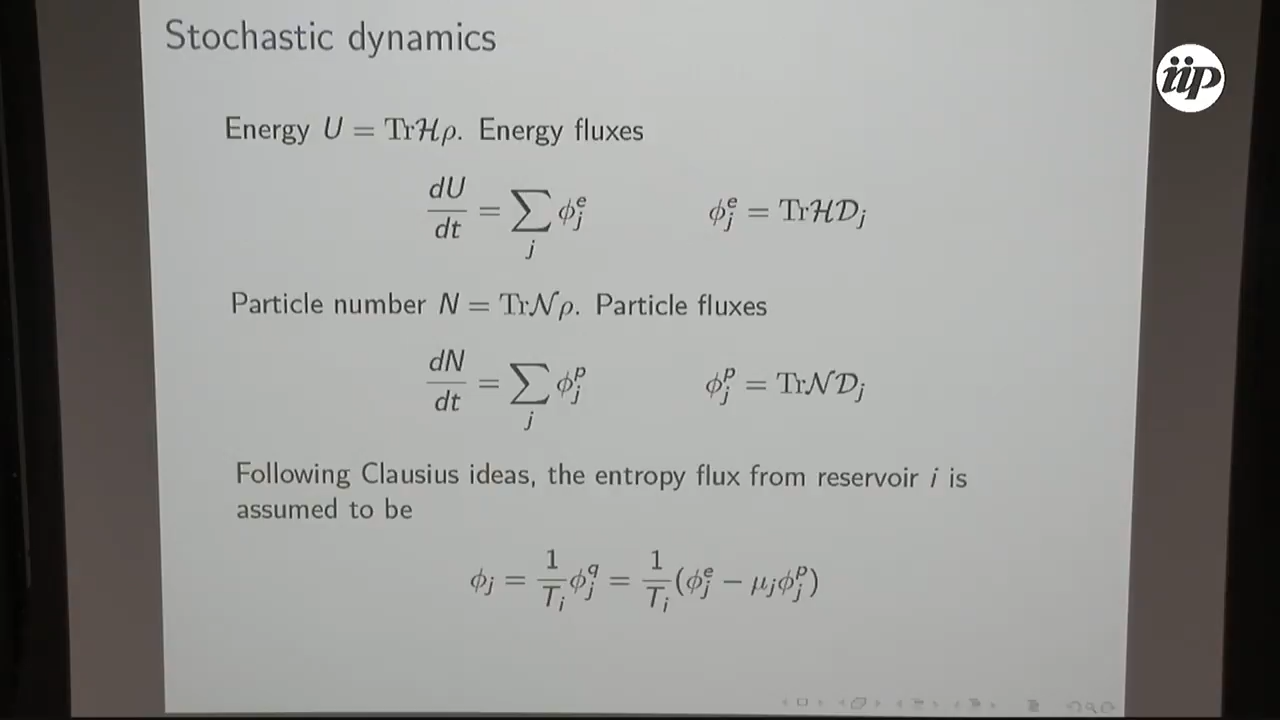 Stochastic dynamics
iip
Energy U = Trℋρ. Energy fluxes
dU/dt = ∑_j ϕ_j^e    ϕ_j^e = Trℋ𝒟_j
Particle number N = Tr𝒩ρ. Particle fluxes
dN/dt = ∑_j ϕ_j^p    ϕ_j^p = Tr𝒩𝒟_j
Following Clausius ideas, the entropy flux from reservoir i is
assumed to be
ϕ_j = 1/T_i ϕ_j^q = 1/T_i (ϕ_j^e − μ_jϕ_j^p)